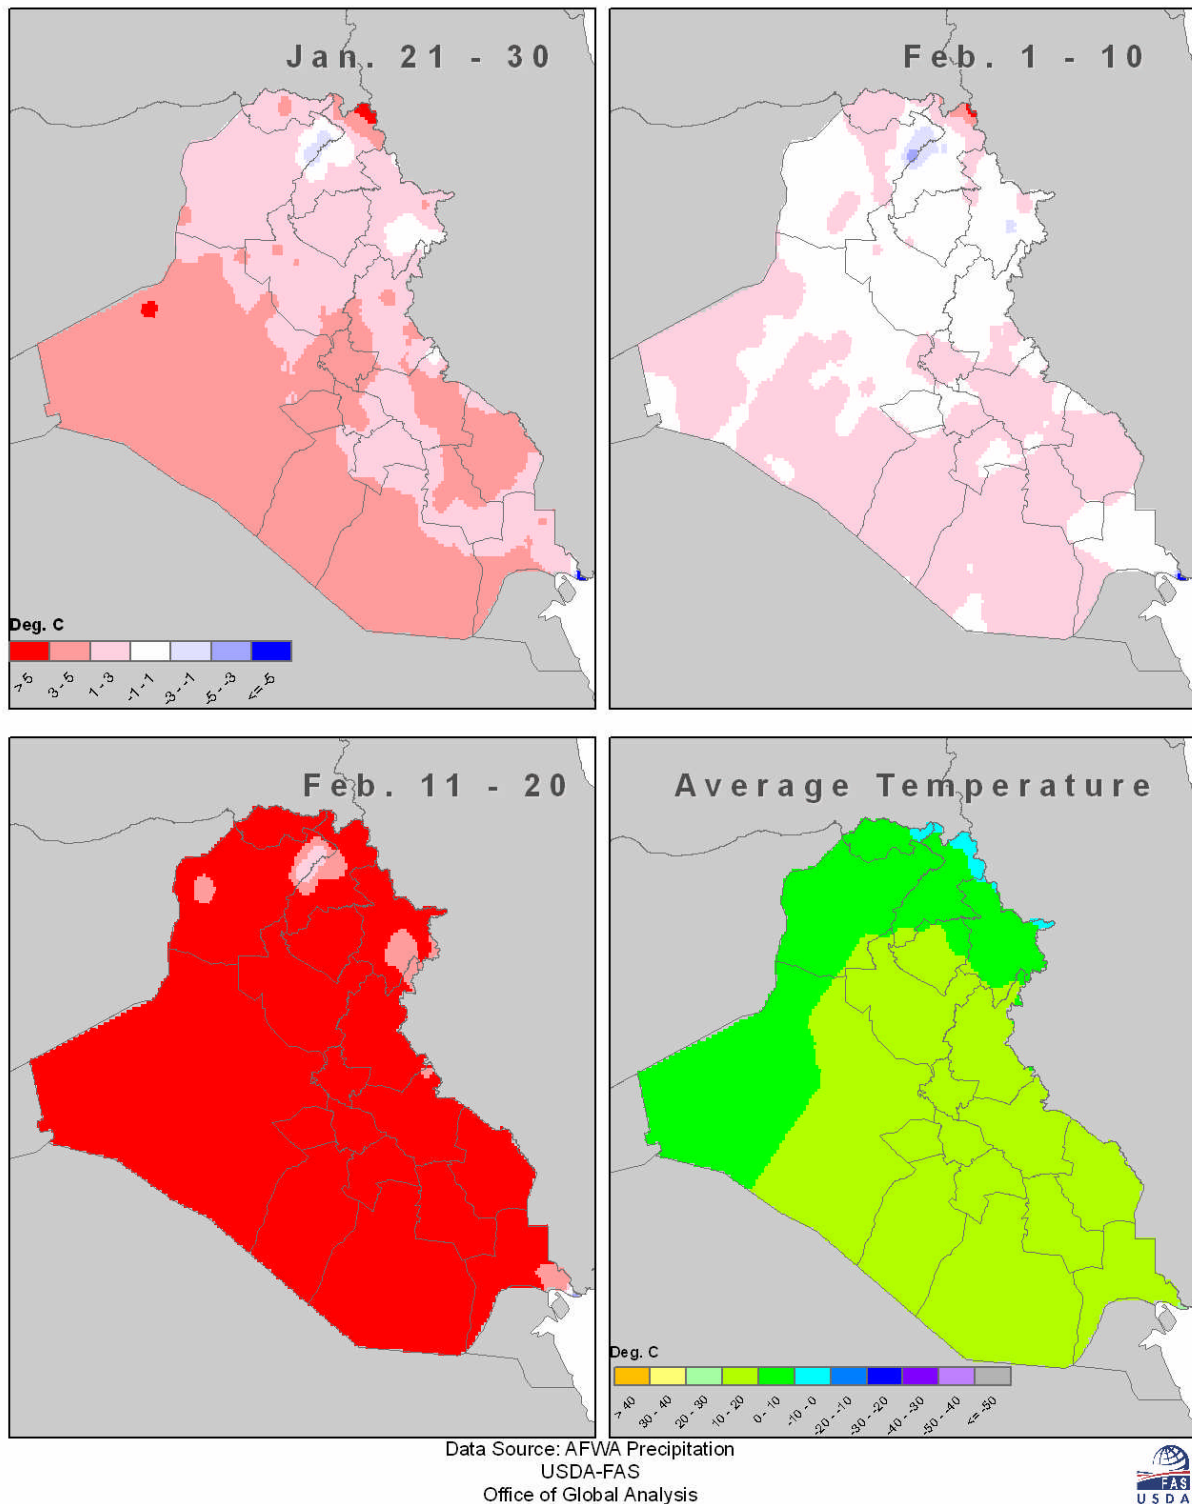 Jan. 21 - 30
Feb. 1 - 10
Deg. C
> 5
3 - 5
1 - 3
-1 - 1
-3 - -1
-5 - -3
<= -5
Feb. 11 - 20
Average Temperature
Deg. C
> 40
30 - 40
20 - 30
10 - 20
0 - 10
-10 - 0
-20 - -10
-30 - -20
-40 - -30
-50 - -40
<= -50
Data Source: AFWA Precipitation
USDA-FAS
Office of Global Analysis
FAS
USDA